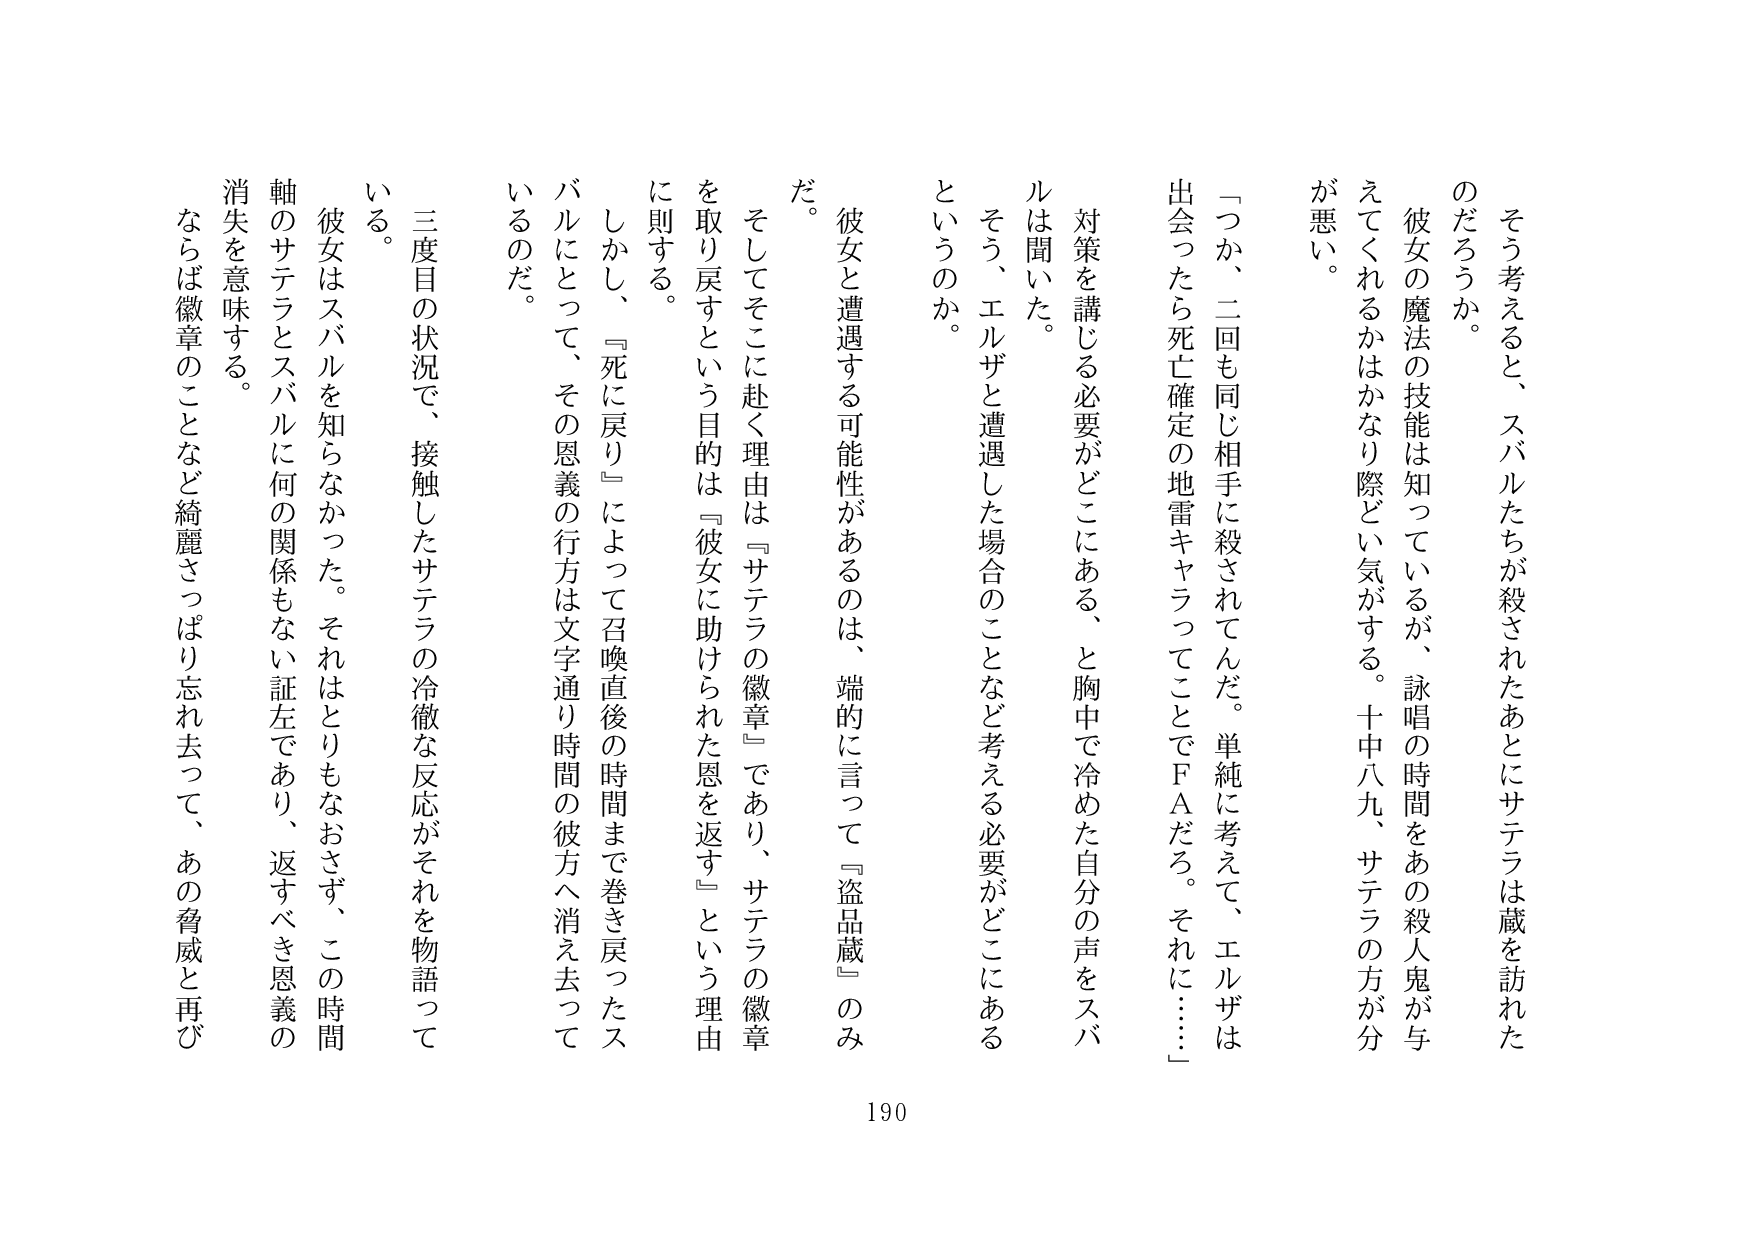 そう考えると、スバルたちが殺されたあとにサテラは蔵を訪れた
のだろうか。
　彼女の魔法の技能は知っているが、詠唱の時間をあの殺人鬼が与
えてくれるかはかなり際どい気がする。十中八九、サテラの方が分
が悪い。
「つか、二回も同じ相手に殺されてんだ。単純に考えて、エルザは
出会ったら死亡確定の地雷キャラってことでＦＡだろ。それに……」
　対策を講じる必要がどこにある、と胸中で冷めた自分の声をスバ
ルは聞いた。
　そう、エルザと遭遇した場合のことなど考える必要がどこにある
というのか。
　彼女と遭遇する可能性があるのは、端的に言って『盗品蔵』のみ
だ。
　そしてそこに赴く理由は『サテラの徽章』であり、サテラの徽章
を取り戻すという目的は『彼女に助けられた恩を返す』という理由
に則する。
　しかし、『死に戻り』によって召喚直後の時間まで巻き戻ったス
バルにとって、その恩義の行方は文字通り時間の彼方へ消え去って
いるのだ。
　三度目の状況で、接触したサテラの冷徹な反応がそれを物語って
いる。
　彼女はスバルを知らなかった。それはとりもなおさず、この時間
軸のサテラとスバルに何の関係もない証左であり、返すべき恩義の
消失を意味する。
　ならば徽章のことなど綺麗さっぱり忘れ去って、あの脅威と再び
190